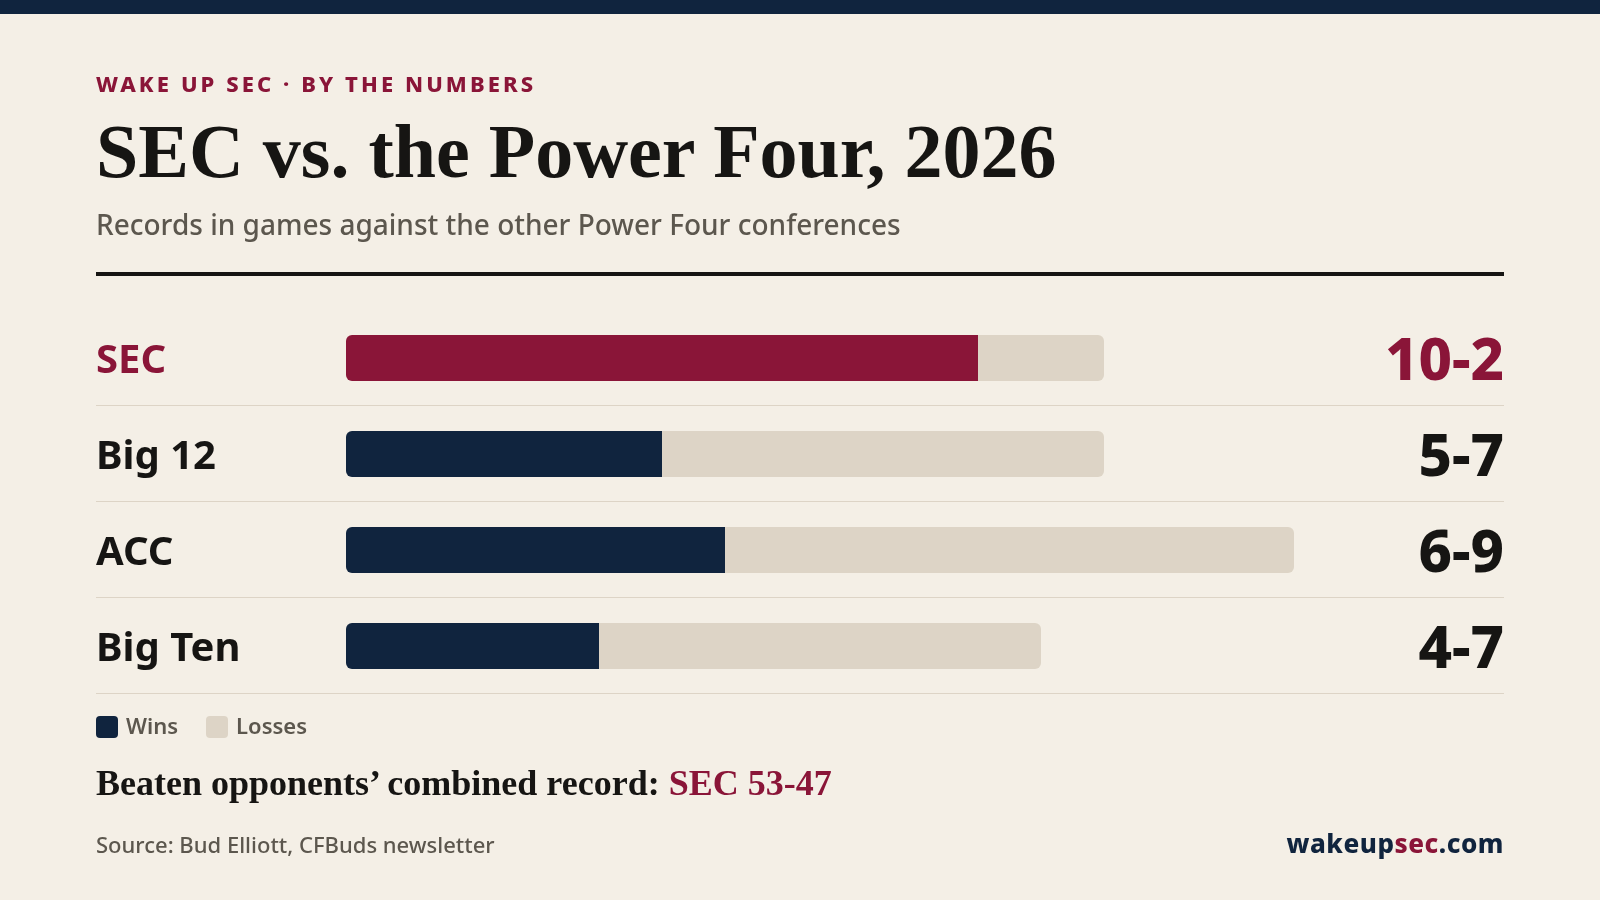 WAKE UP SEC · BY THE NUMBERS
SEC vs. the Power Four, 2026
Records in games against the other Power Four conferences
SEC 10-2
Big 12 5-7
ACC 6-9
Big Ten 4-7
Wins Losses
Beaten opponents’ combined record: SEC 53-47
Source: Bud Elliott, CFBuds newsletter
wakeupsec.com